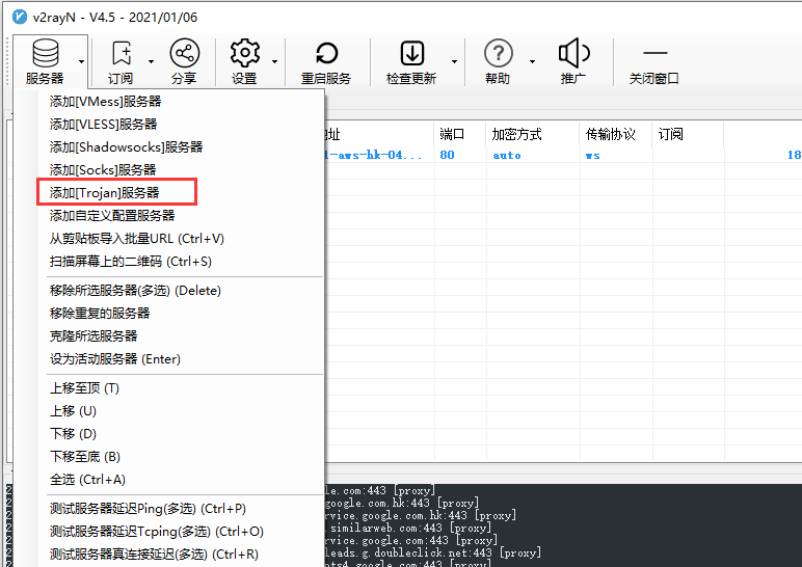 v2rayN - V4.5 - 2021/01/06
服务器 订阅 分享 设置 重启服务 检查更新 帮助 推广 关闭窗口
添加[VMess]服务器
添加[VLESS]服务器
添加[Shadowsocks]服务器
添加[Socks]服务器
添加[Trojan]服务器
添加自定义配置服务器
从剪贴板导入批量URL (Ctrl+V)
扫描屏幕上的二维码 (Ctrl+S)
移除所选服务器(多选) (Delete)
移除重复的服务器
克隆所选服务器
设为活动服务器 (Enter)
上移至顶 (T)
上移 (U)
下移 (D)
下移至底 (B)
全选 (Ctrl+A)
测试服务器延迟Ping(多选) (Ctrl+P)
测试服务器延迟Tcping(多选) (Ctrl+O)
测试服务器真连接延迟(多选) (Ctrl+R)
址 端口 加密方式 传输协议 订阅
l-aws-hk-04... 80 auto ws 18
le.com:443 [proxy]
google.com.hk:443 [proxy]
rvice.google.com.hk:443 [proxy]
similarweb.com:443 [proxy]
rvice.google.com:443 [proxy]
leads.g.doubleclick.net:443 [proxy]
nts4.google.com:443 [proxy]